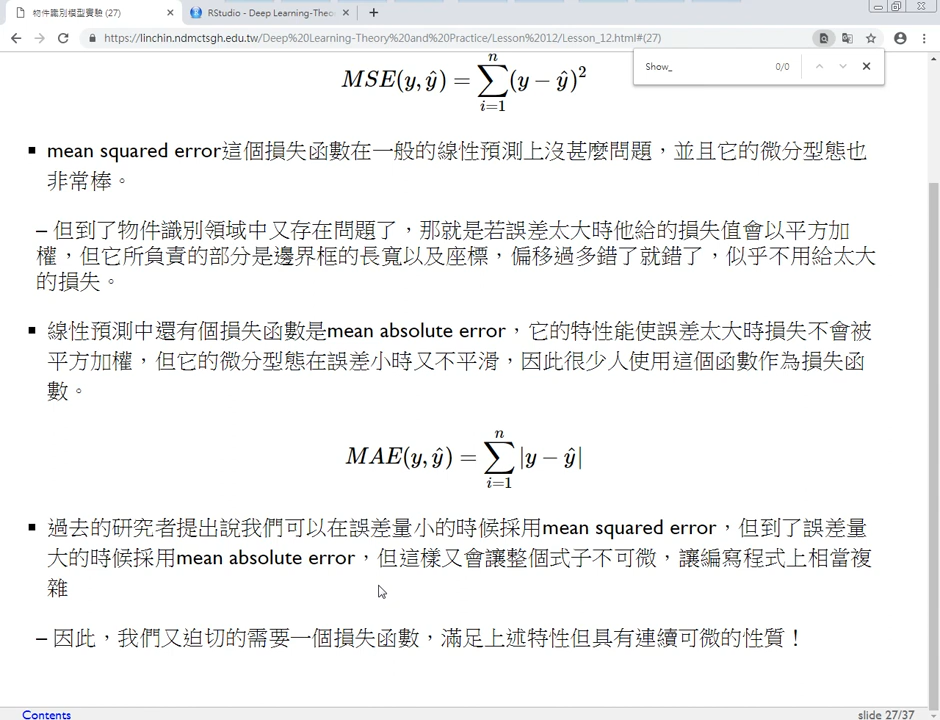 物件識別模型實驗 (27)
RStudio - Deep Learning-Theo
https://linchin.ndmctsgh.edu.tw/Deep%20Learning-Theory%20and%20Practice/Lesson%2012/Lesson_12.html#(27)
Show_ 0/0
MSE(y, ŷ) = ∑ⁿᵢ₌₁(y − ŷ)²
▪ mean squared error這個損失函數在一般的線性預測上沒甚麼問題，並且它的微分型態也
非常棒。
– 但到了物件識別領域中又存在問題了，那就是若誤差太大時他給的損失值會以平方加
權，但它所負責的部分是邊界框的長寬以及座標，偏移過多錯了就錯了，似乎不用給太大
的損失。
▪ 線性預測中還有個損失函數是mean absolute error，它的特性能使誤差太大時損失不會被
平方加權，但它的微分型態在誤差小時又不平滑，因此很少人使用這個函數作為損失函
數。
MAE(y, ŷ) = ∑ⁿᵢ₌₁|y − ŷ|
▪ 過去的研究者提出說我們可以在誤差量小的時候採用mean squared error，但到了誤差量
大的時候採用mean absolute error，但這樣又會讓整個式子不可微，讓編寫程式上相當複
雜
– 因此，我們又迫切的需要一個損失函數，滿足上述特性但具有連續可微的性質！
Contents
slide 27/37